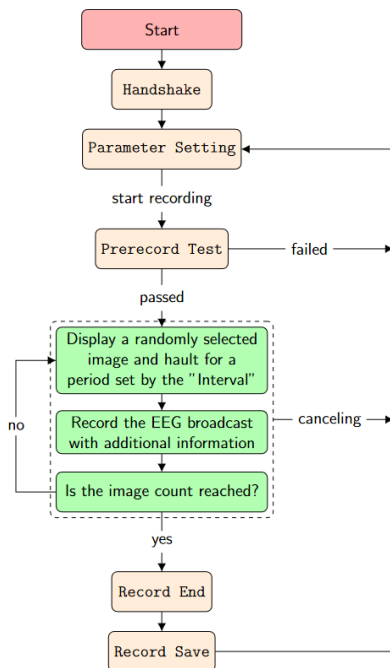 Start
Handshake
Parameter Setting
start recording
Prerecord Test
failed
passed
Display a randomly selected
image and hault for a
period set by the "Interval"
no
Record the EEG broadcast
with additional information
canceling
Is the image count reached?
yes
Record End
Record Save